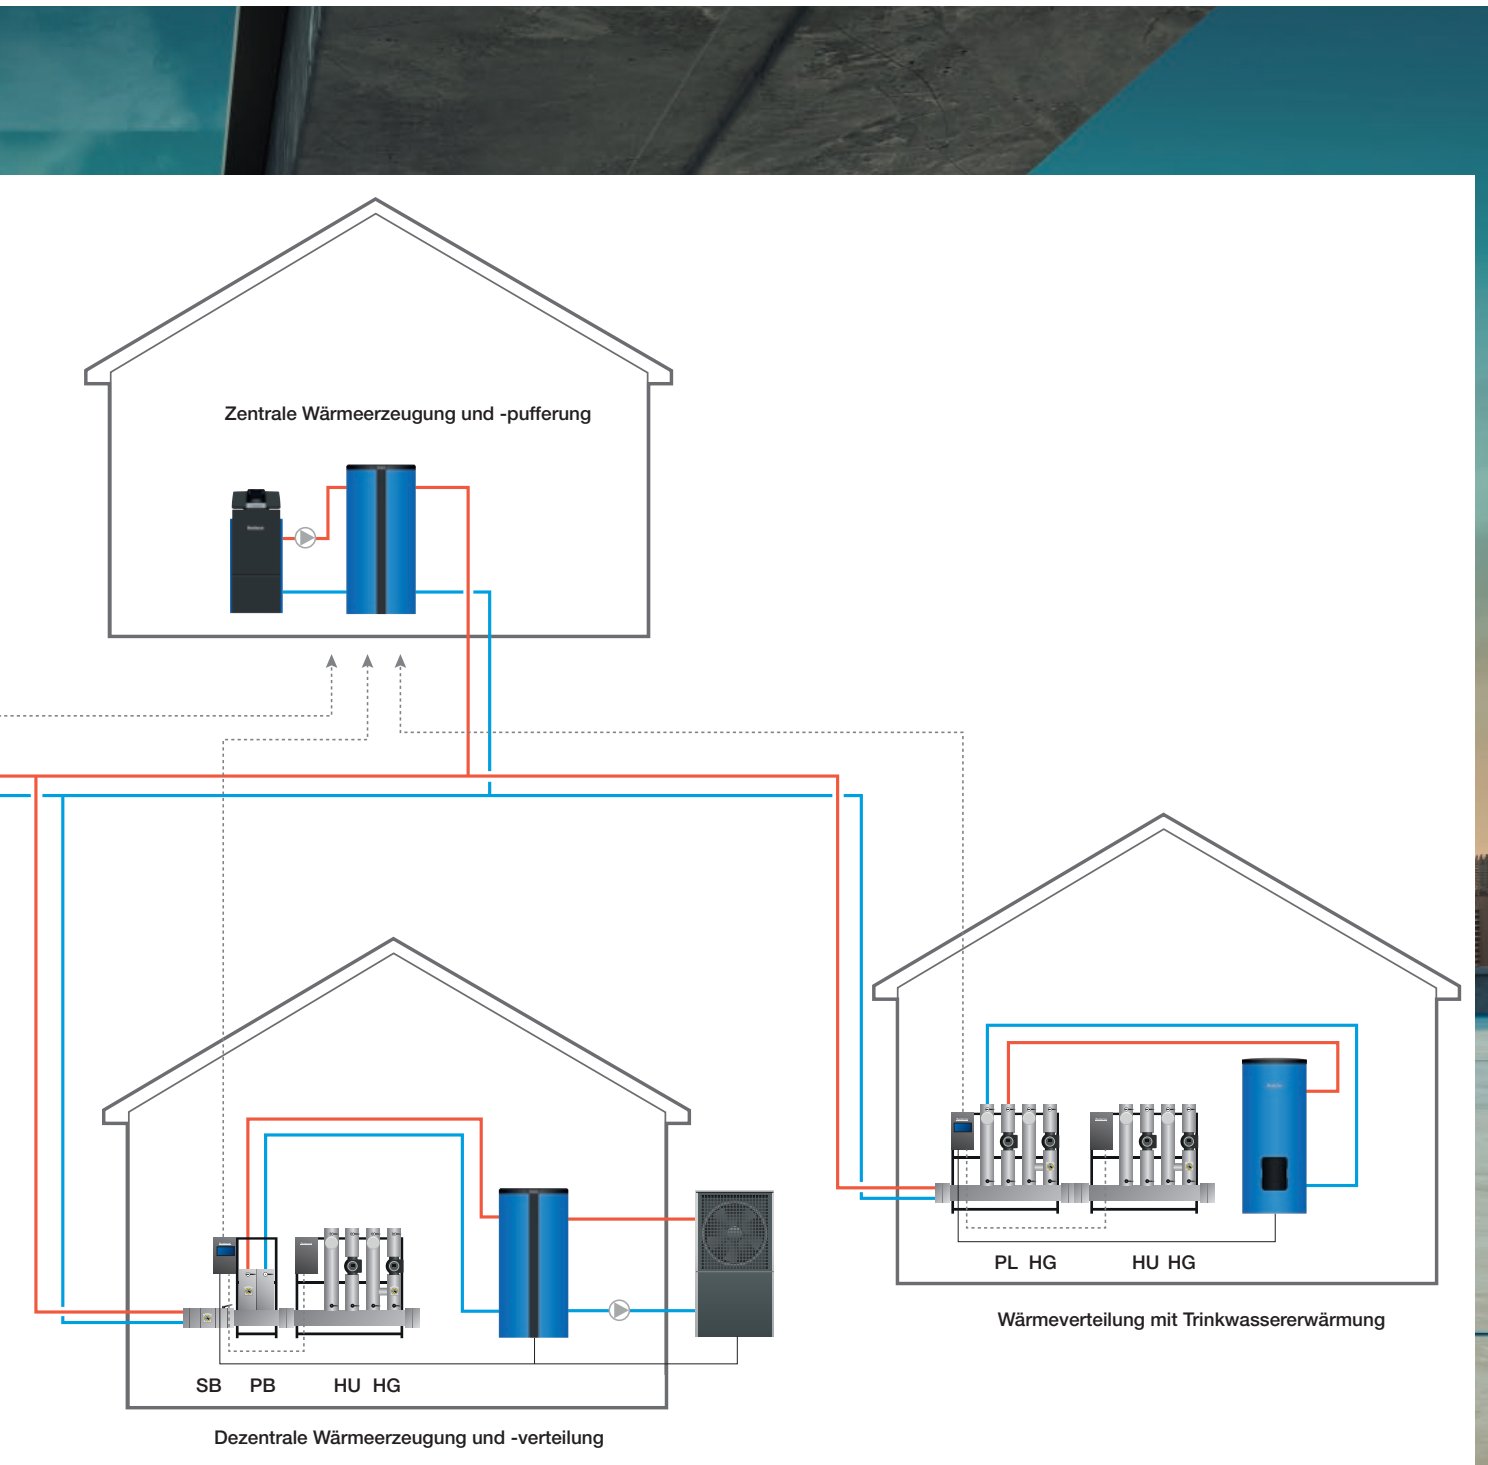 Zentrale Wärmeerzeugung und -pufferung
PL HG HU HG
Wärmeverteilung mit Trinkwassererwärmung
SB PB HU HG
Dezentrale Wärmeerzeugung und -verteilung